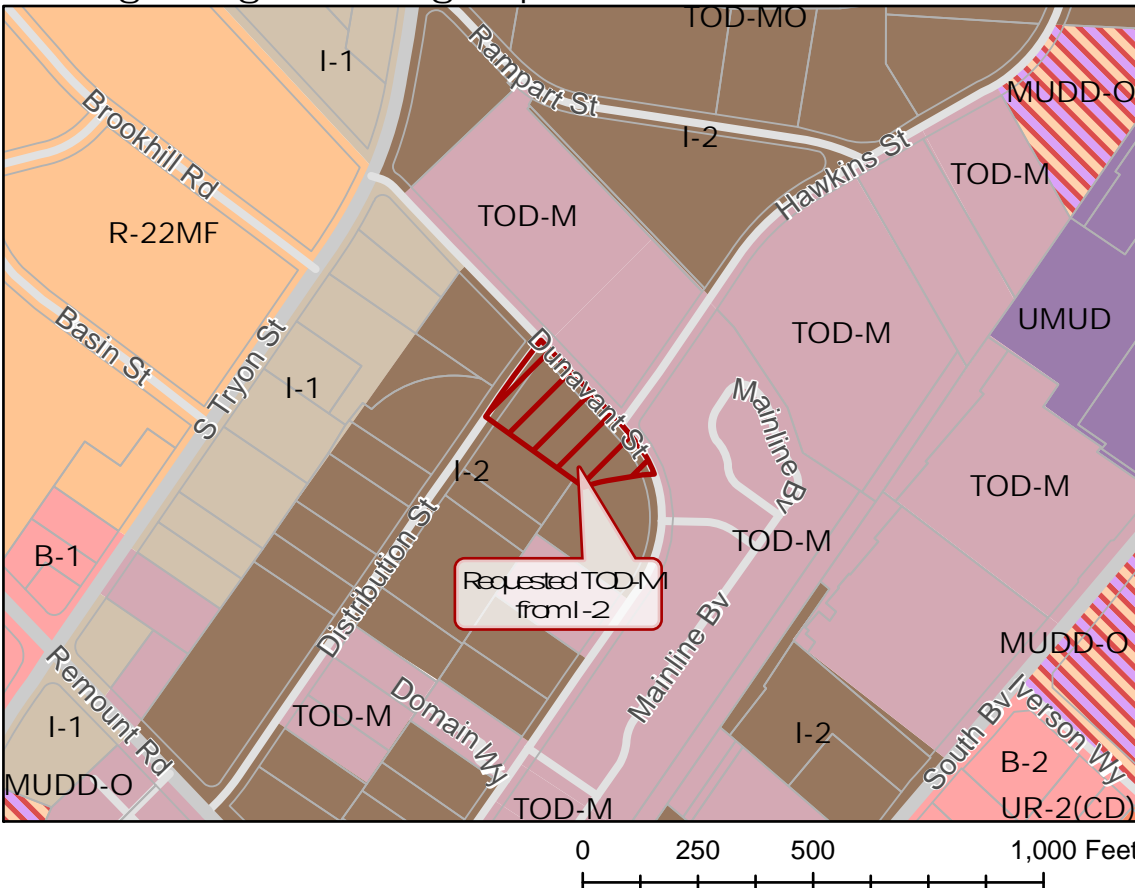 TOD-MO
I-1
Rampart St
MUDD-O
Brookhill Rd
I-2
Hawkins St
TOD-M
TOD-M
R-22MF
UMUD
TOD-M
Basin St
S Tryon St
Dunavant St
I-1
Mainline Bv
I-2
TOD-M
Distribution St
TOD-M
B-1
Requested TOD-M
from I-2
MUDD-O
Mainline Bv
Remount Rd
Domain Wy
TOD-M
I-1
I-2
South Bv
Iverson Wy
B-2
MUDD-O
TOD-M
UR-2(CD)
0 250 500 1,000 Feet